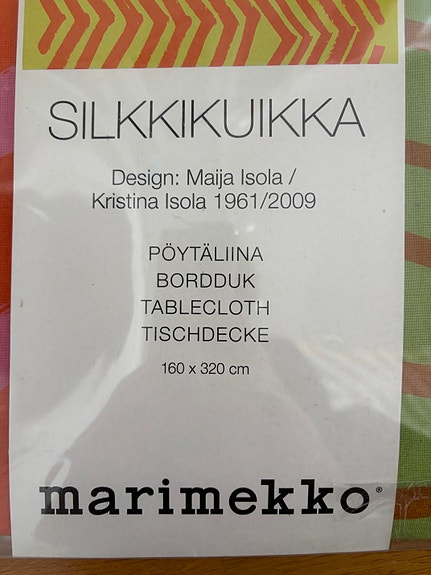 SILKKIKUIKKA
Design: Maija Isola /
Kristina Isola 1961/2009
PÖYTÄLIINA
BORDDUK
TABLECLOTH
TISCHDECKE
160 x 320 cm
marimekko®